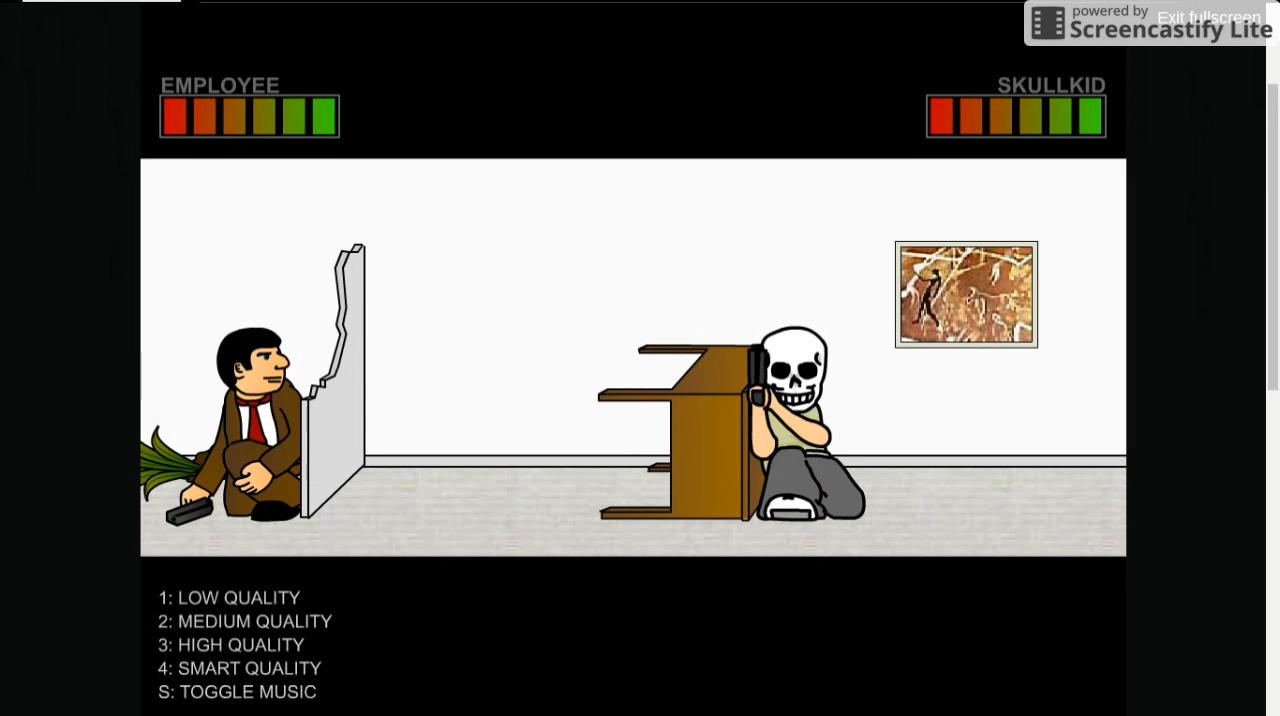 powered by
Exit fullscreen
Screencastify Lite
EMPLOYEE
SKULLKID
1: LOW QUALITY
2: MEDIUM QUALITY
3: HIGH QUALITY
4: SMART QUALITY
S: TOGGLE MUSIC